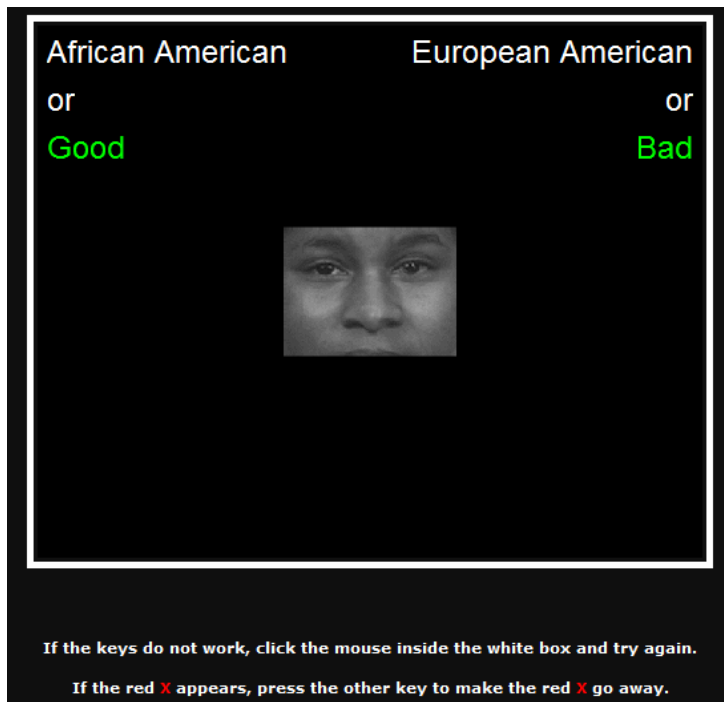 African American European American
or or
Good Bad
If the keys do not work, click the mouse inside the white box and try again.
If the red X appears, press the other key to make the red X go away.